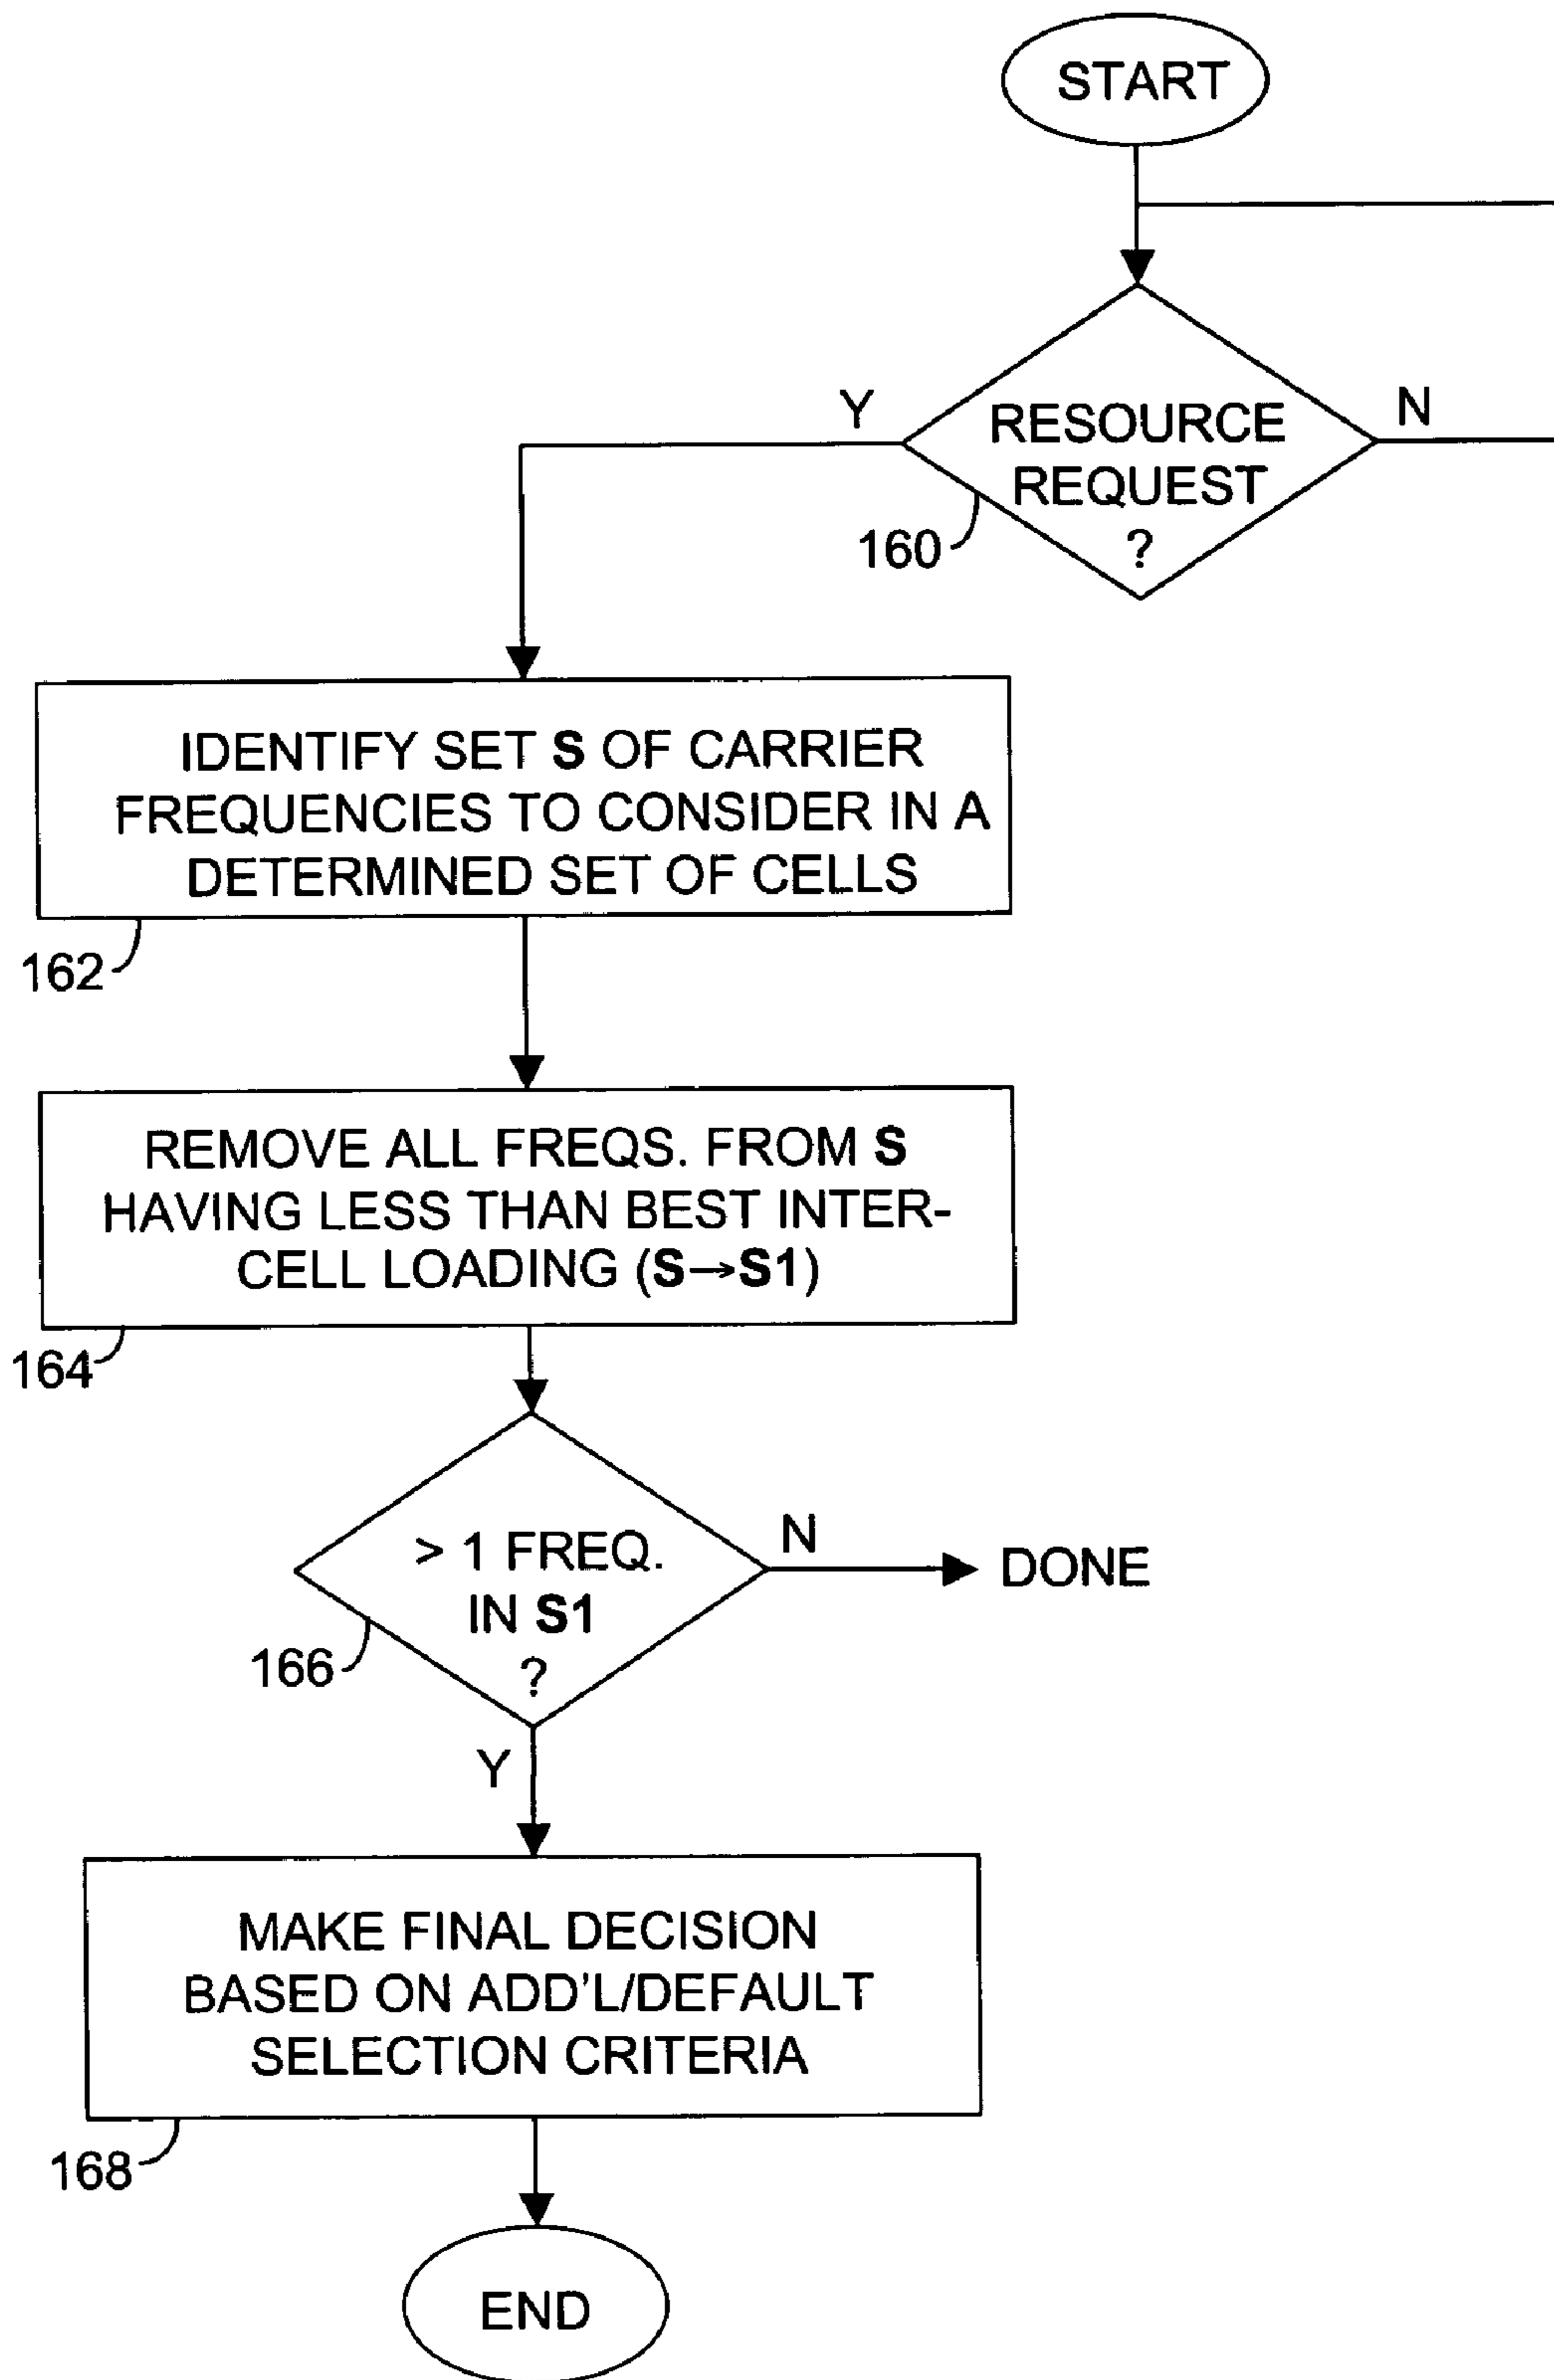 START
Y
RESOURCE
N
REQUEST
?
160
IDENTIFY SET S OF CARRIER
FREQUENCIES TO CONSIDER IN A
DETERMINED SET OF CELLS
162
REMOVE ALL FREQS. FROM S
HAVING LESS THAN BEST INTER-
CELL LOADING (S→S1)
164
> 1 FREQ.
IN S1
?
N
DONE
166
Y
MAKE FINAL DECISION
BASED ON ADD'L/DEFAULT
SELECTION CRITERIA
168
END